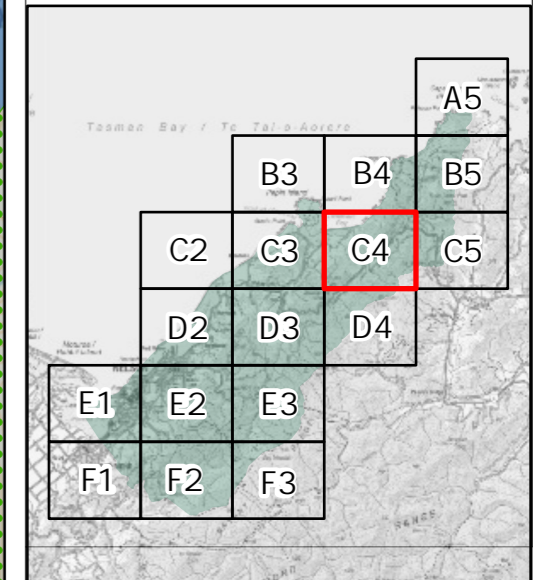 A5
Tasman Bay / Te Tai-o-Aorere
B3 B4 B5
C2 C3 C4 C5
D2 D3 D4
E1 E2 E3
F1 F2 F3